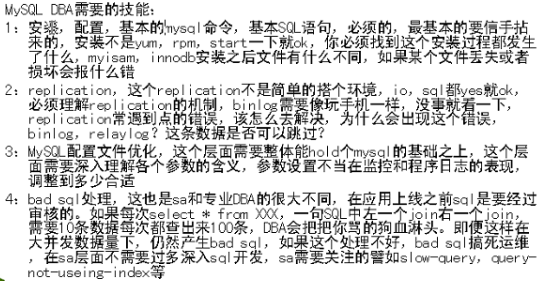 MySQL DBA需要的技能：
1：安装，配置，基本的mysql命令，基本SQL语句，必须的，最基本的要信手拈
来的，安装不是yum，rpm，start一下就ok，你必须找到这个安装过程都发生
了什么，myisam，innodb安装之后文件有什么不同，如果某个文件丢失或者
损坏会报什么错
2：replication，这个replication不是简单的搭个环境，io，sql都yes就ok，
必须理解replication的机制，binlog需要像玩手机一样，没事就看一下，
replication常遇到点的错误，该怎么去解决，为什么会出现这个错误，
binlog，relaylog？这条数据是否可以跳过？
3：MySQL配置文件优化，这个层面需要整体能hold个mysql的基础之上，这个层
面需要深入理解各个参数的含义，参数设置不当在监控和程序日志的表现，
调整到多少合适
4：bad sql处理，这也是sa和专业DBA的很大不同，在应用上线之前sql是要经过
审核的。如果每次select * from XXX，一句SQL中左一个join右一个join，
需要10条数据每次都查出来100条，DBA会把把你骂的狗血淋头。即便这样在
大并发数据量下，仍然产生bad sql，如果这个处理不好，bad sql搞死运维
，在sa层面不需要过多深入sql开发，sa需要关注的譬如slow-query，query-
not-useing-index等